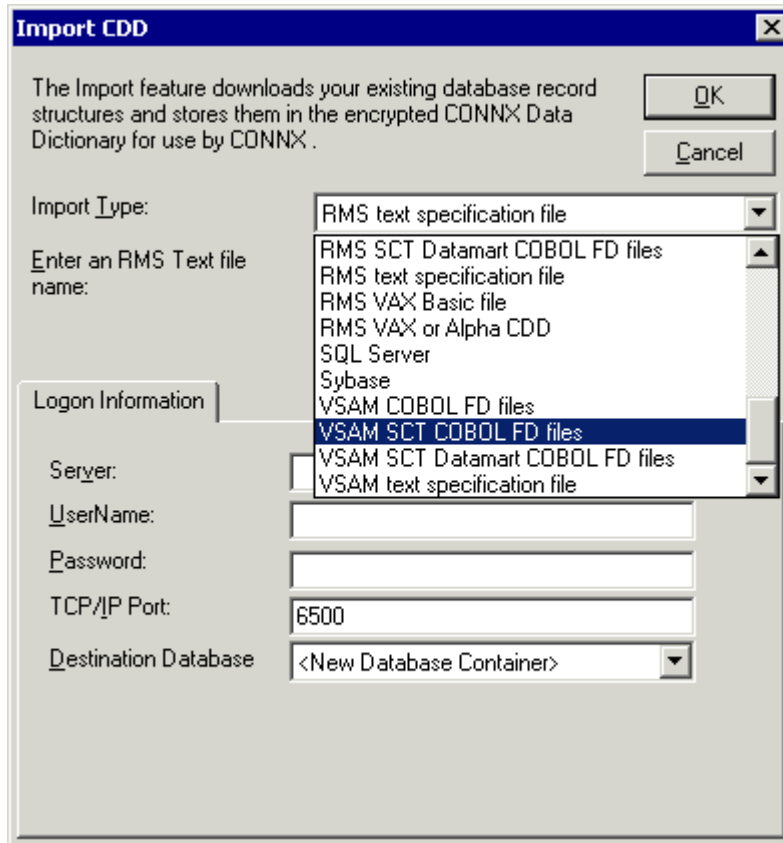 Import CDD
The Import feature downloads your existing database record
structures and stores them in the encrypted CONNX Data
Dictionary for use by CONNX .
OK
Cancel
Import Type:
RMS text specification file
Enter an RMS Text file
name:
RMS SCT Datamart COBOL FD files
RMS text specification file
RMS VAX Basic file
RMS VAX or Alpha CDD
SQL Server
Sybase
VSAM COBOL FD files
VSAM SCT COBOL FD files
VSAM SCT Datamart COBOL FD files
VSAM text specification file
Logon Information
Server:
UserName:
Password:
TCP/IP Port:
6500
Destination Database
<New Database Container>